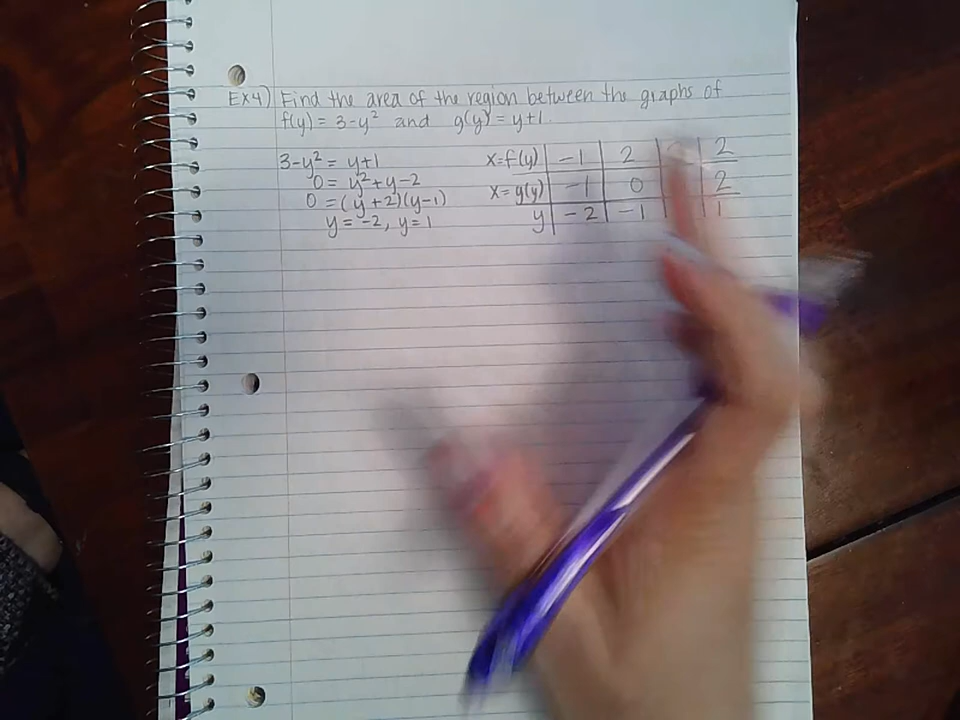 Ex4) Find the area of the region between the graphs of
f(y) = 3-y² and g(y) = y+1.
3-y² = y+1
0 = y²+y-2
0 = (y+2)(y-1)
y = -2, y = 1
x=f(y) -1 2 2
x=g(y) -1 0 2
y -2 -1 1